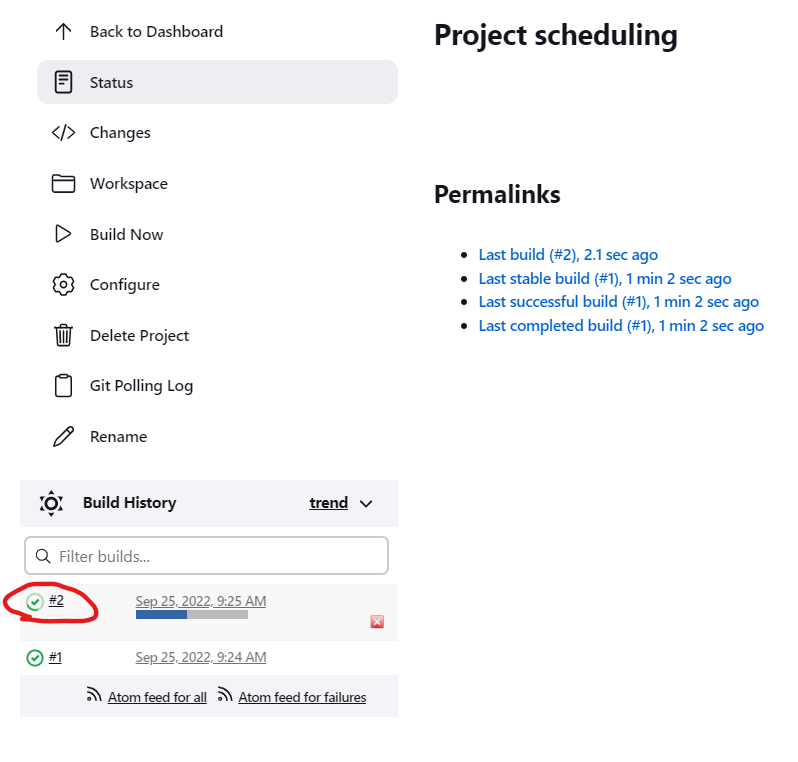 Back to Dashboard
Status
Changes
Workspace
Build Now
Configure
Delete Project
Git Polling Log
Rename
Build History trend
Filter builds...
#2 Sep 25, 2022, 9:25 AM
#1 Sep 25, 2022, 9:24 AM
Atom feed for all Atom feed for failures
Project scheduling
Permalinks
Last build (#2), 2.1 sec ago
Last stable build (#1), 1 min 2 sec ago
Last successful build (#1), 1 min 2 sec ago
Last completed build (#1), 1 min 2 sec ago